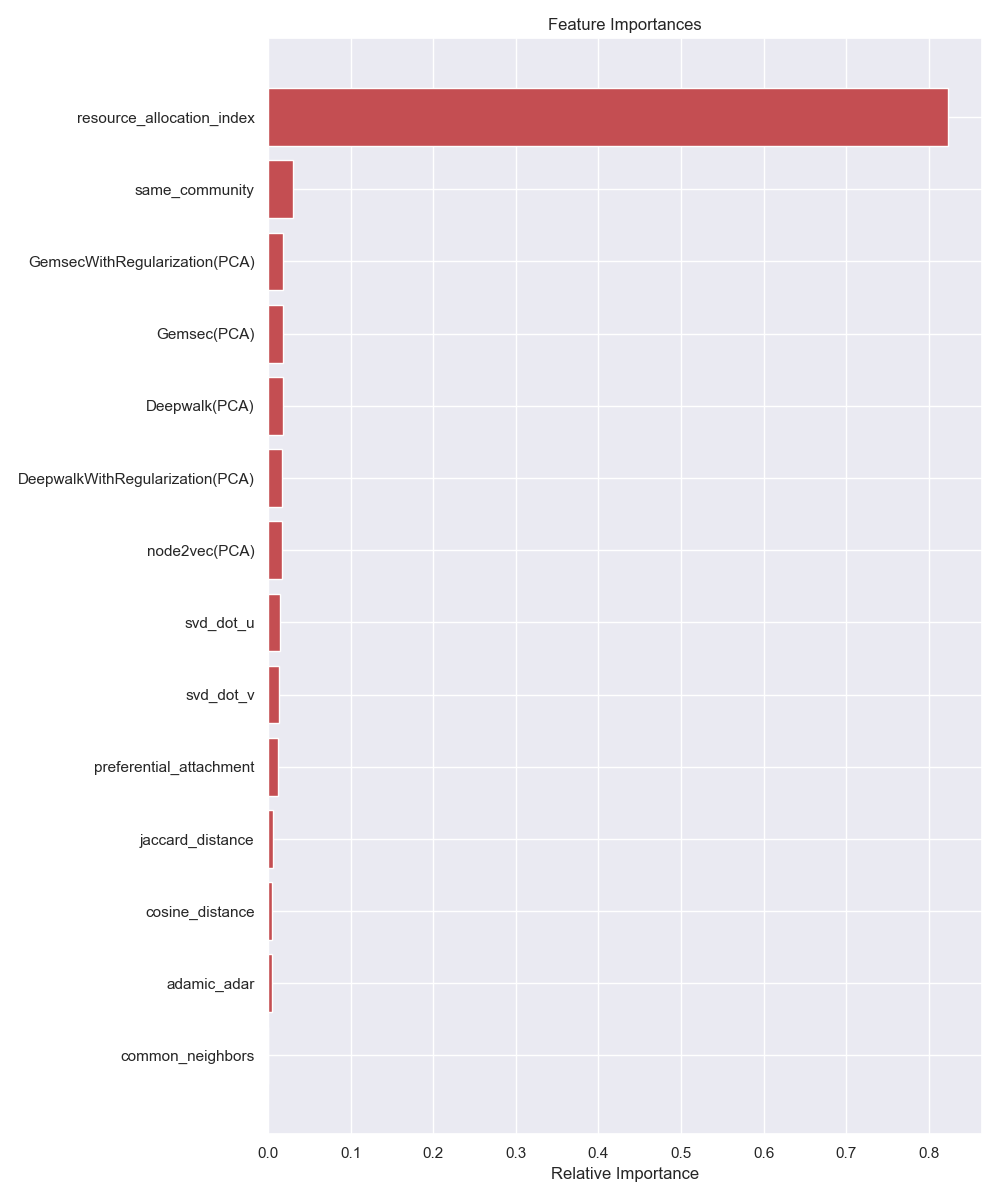 Feature Importances
resource_allocation_index
same_community
GemsecWithRegularization(PCA)
Gemsec(PCA)
Deepwalk(PCA)
DeepwalkWithRegularization(PCA)
node2vec(PCA)
svd_dot_u
svd_dot_v
preferential_attachment
jaccard_distance
cosine_distance
adamic_adar
common_neighbors
0.0 0.1 0.2 0.3 0.4 0.5 0.6 0.7 0.8
Relative Importance